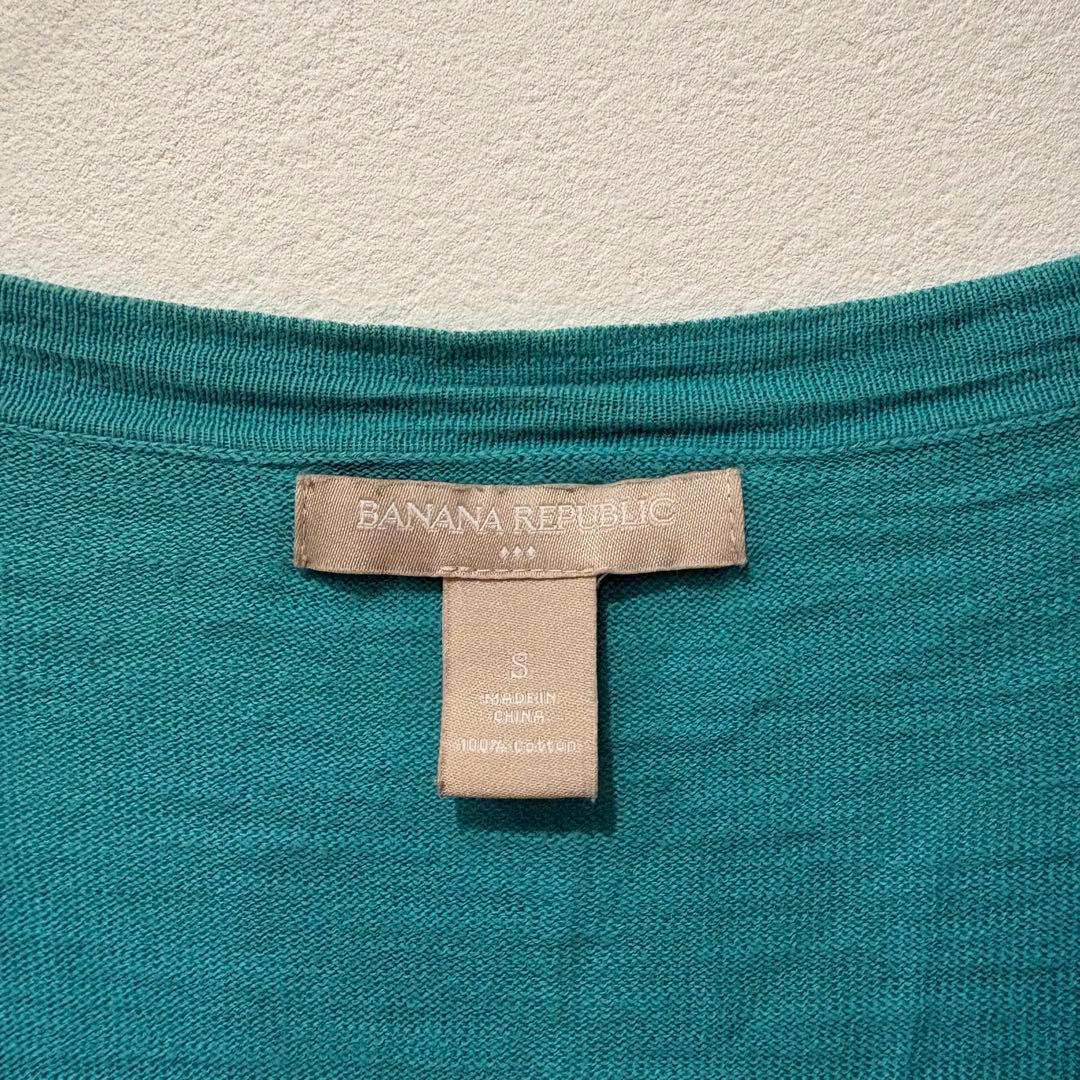 BANANA REPUBLIC
S
MADE IN
CHINA
100% cotton